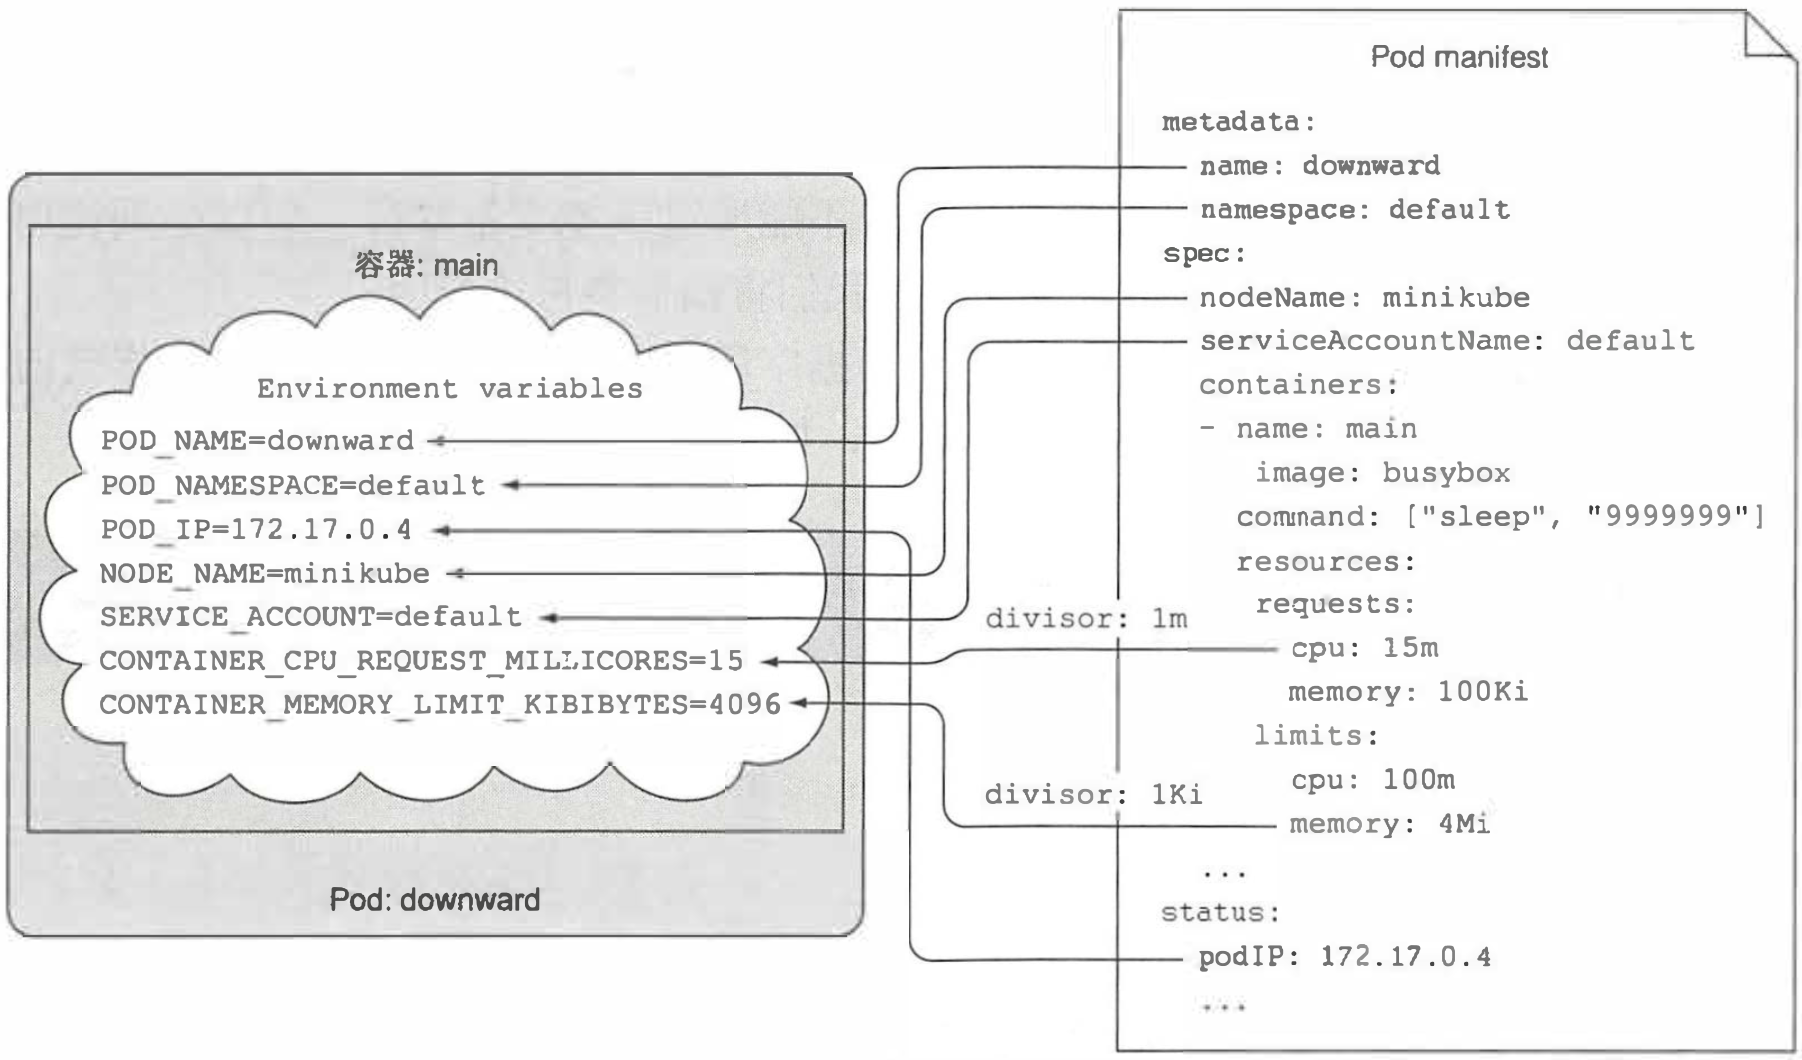 容器: main
Environment variables
POD_NAME=downward
POD_NAMESPACE=default
POD_IP=172.17.0.4
NODE_NAME=minikube
SERVICE_ACCOUNT=default
CONTAINER_CPU_REQUEST_MILLICORES=15
CONTAINER_MEMORY_LIMIT_KIBIBYTES=4096
Pod: downward
divisor: 1m
divisor: 1Ki
Pod manifest
metadata:
name: downward
namespace: default
spec:
nodeName: minikube
serviceAccountName: default
containers:
- name: main
image: busybox
command: ["sleep", "9999999"]
resources:
requests:
cpu: 15m
memory: 100Ki
limits:
cpu: 100m
memory: 4Mi
...
status:
podIP: 172.17.0.4
...